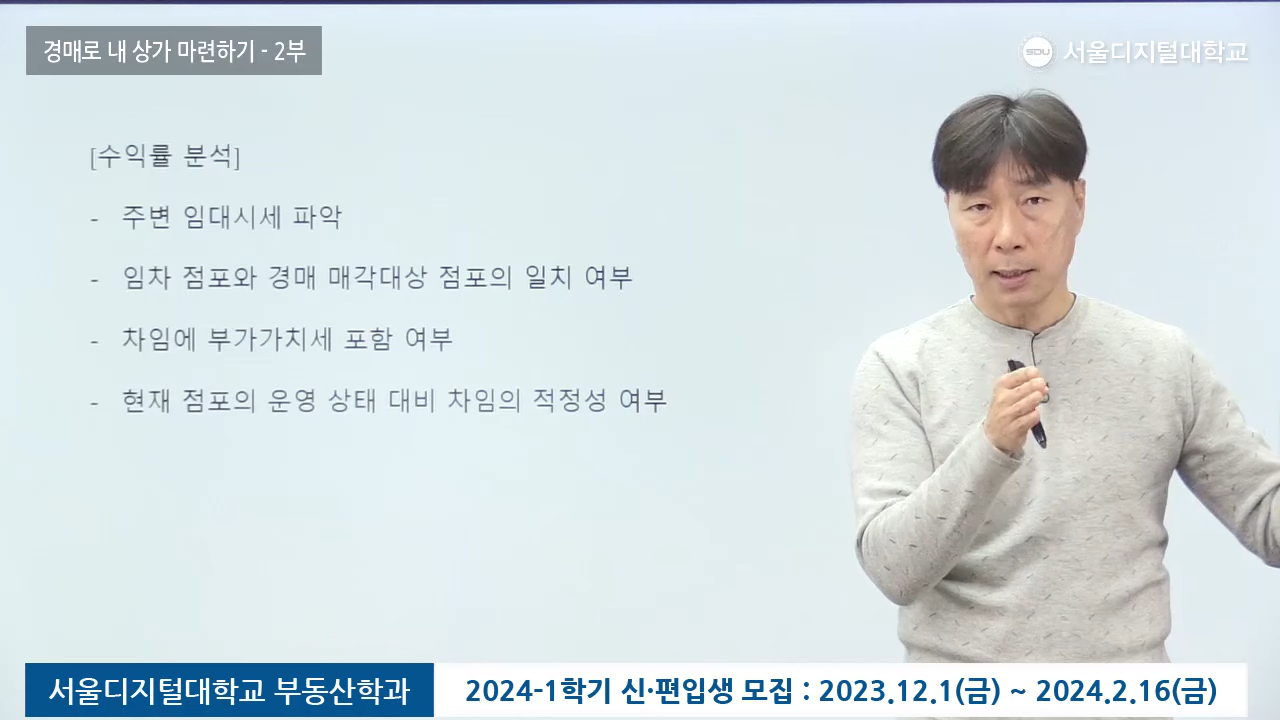 경매로 내 상가 마련하기 - 2부
SDU 서울디지털대학교
[수익률 분석]
- 주변 임대시세 파악
- 임차 점포와 경매 매각대상 점포의 일치 여부
- 차임에 부가가치세 포함 여부
- 현재 점포의 운영 상태 대비 차임의 적정성 여부
서울디지털대학교 부동산학과
2024-1학기 신·편입생 모집 : 2023.12.1(금) ~ 2024.2.16(금)